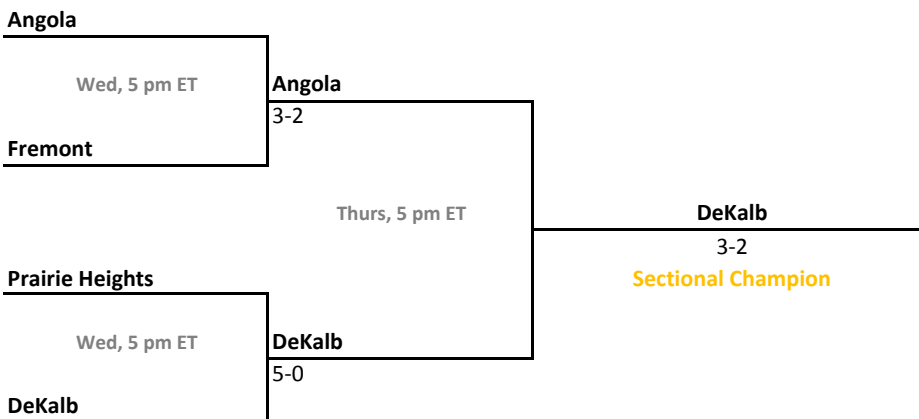 Angola
Wed, 5 pm ET
Angola
3-2
Fremont
Thurs, 5 pm ET
DeKalb
3-2
Sectional Champion
Prairie Heights
Wed, 5 pm ET
DeKalb
5-0
DeKalb